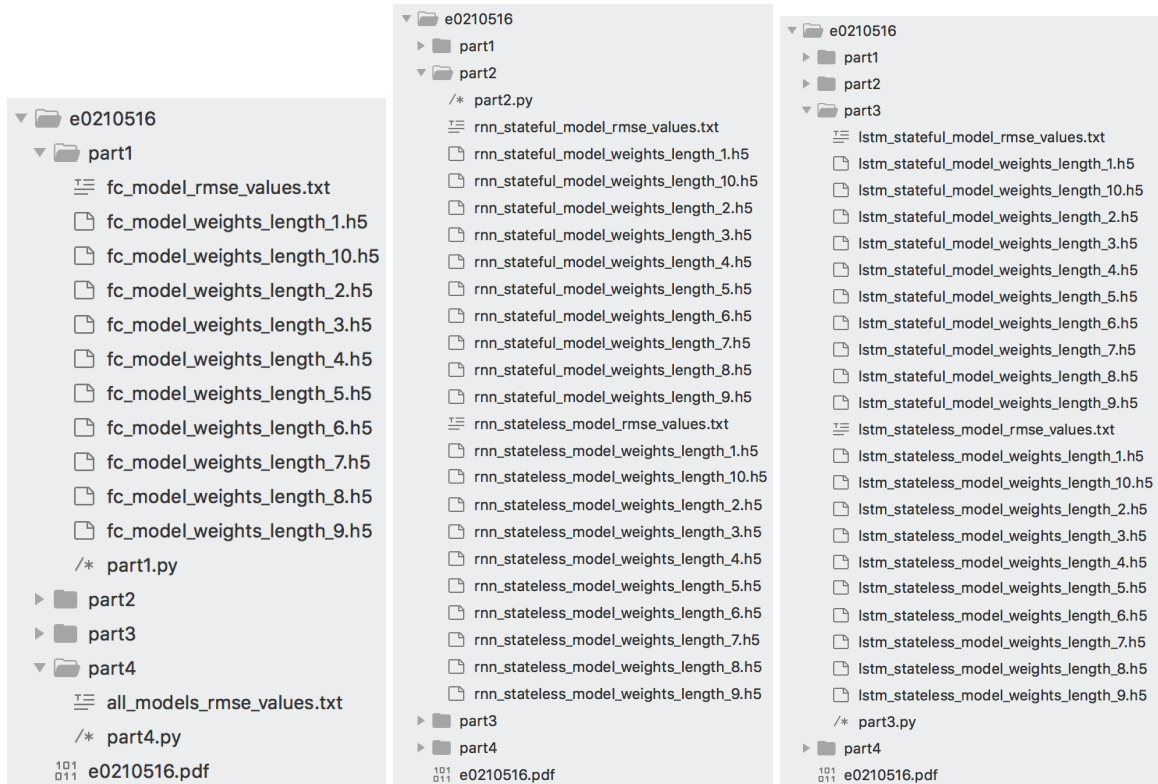 e0210516
part1
fc_model_rmse_values.txt
fc_model_weights_length_1.h5
fc_model_weights_length_10.h5
fc_model_weights_length_2.h5
fc_model_weights_length_3.h5
fc_model_weights_length_4.h5
fc_model_weights_length_5.h5
fc_model_weights_length_6.h5
fc_model_weights_length_7.h5
fc_model_weights_length_8.h5
fc_model_weights_length_9.h5
/* part1.py
part2
part3
part4
all_models_rmse_values.txt
/* part4.py
101 011 e0210516.pdf
e0210516
part1
part2
/* part2.py
rnn_stateful_model_rmse_values.txt
rnn_stateful_model_weights_length_1.h5
rnn_stateful_model_weights_length_10.h5
rnn_stateful_model_weights_length_2.h5
rnn_stateful_model_weights_length_3.h5
rnn_stateful_model_weights_length_4.h5
rnn_stateful_model_weights_length_5.h5
rnn_stateful_model_weights_length_6.h5
rnn_stateful_model_weights_length_7.h5
rnn_stateful_model_weights_length_8.h5
rnn_stateful_model_weights_length_9.h5
rnn_stateless_model_rmse_values.txt
rnn_stateless_model_weights_length_1.h5
rnn_stateless_model_weights_length_10.h5
rnn_stateless_model_weights_length_2.h5
rnn_stateless_model_weights_length_3.h5
rnn_stateless_model_weights_length_4.h5
rnn_stateless_model_weights_length_5.h5
rnn_stateless_model_weights_length_6.h5
rnn_stateless_model_weights_length_7.h5
rnn_stateless_model_weights_length_8.h5
rnn_stateless_model_weights_length_9.h5
part3
part4
101 011 e0210516.pdf
e0210516
part1
part2
part3
lstm_stateful_model_rmse_values.txt
lstm_stateful_model_weights_length_1.h5
lstm_stateful_model_weights_length_10.h5
lstm_stateful_model_weights_length_2.h5
lstm_stateful_model_weights_length_3.h5
lstm_stateful_model_weights_length_4.h5
lstm_stateful_model_weights_length_5.h5
lstm_stateful_model_weights_length_6.h5
lstm_stateful_model_weights_length_7.h5
lstm_stateful_model_weights_length_8.h5
lstm_stateful_model_weights_length_9.h5
lstm_stateless_model_rmse_values.txt
lstm_stateless_model_weights_length_1.h5
lstm_stateless_model_weights_length_10.h5
lstm_stateless_model_weights_length_2.h5
lstm_stateless_model_weights_length_3.h5
lstm_stateless_model_weights_length_4.h5
lstm_stateless_model_weights_length_5.h5
lstm_stateless_model_weights_length_6.h5
lstm_stateless_model_weights_length_7.h5
lstm_stateless_model_weights_length_8.h5
lstm_stateless_model_weights_length_9.h5
/* part3.py
part4
101 011 e0210516.pdf